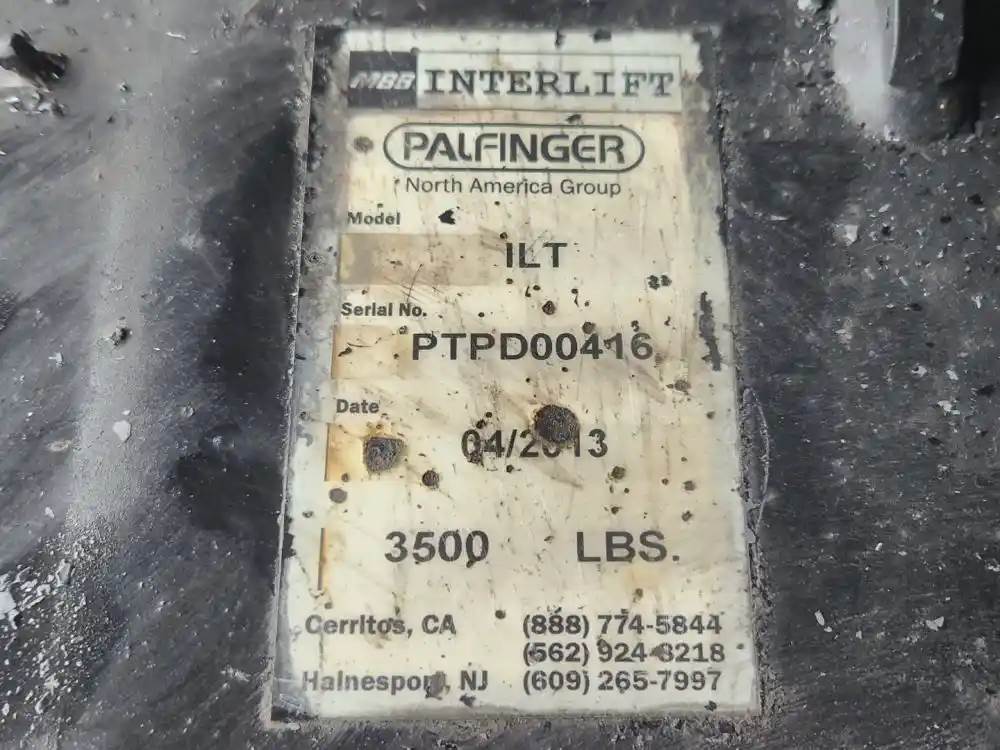 MBB INTERLIFT
PALFINGER
North America Group
Model
ILT
Serial No.
PTPD00416
Date
04/2013
3500 LBS.
Cerritos, CA (888) 774-5844
(562) 924-8218
Hainesport, NJ (609) 265-7997